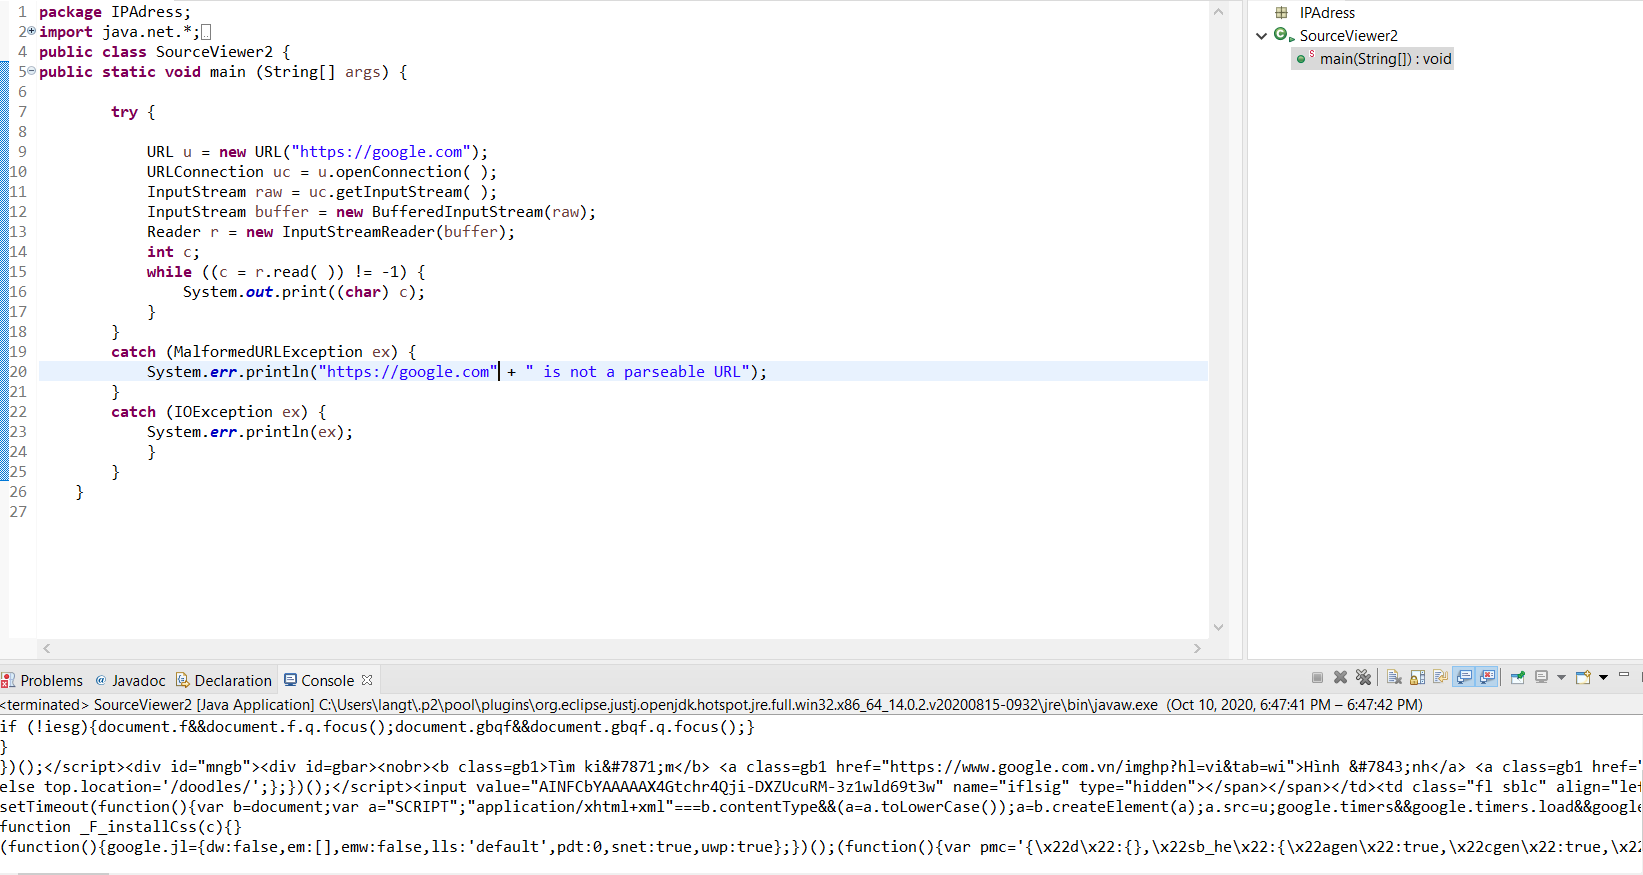 1 package IPAdress;
2 import java.net.*;
4 public class SourceViewer2 {
5 public static void main (String[] args) {
6
7 try {
8
9 URL u = new URL("https://google.com");
10 URLConnection uc = u.openConnection( );
11 InputStream raw = uc.getInputStream( );
12 InputStream buffer = new BufferedInputStream(raw);
13 Reader r = new InputStreamReader(buffer);
14 int c;
15 while ((c = r.read( )) != -1) {
16 System.out.print((char) c);
17 }
18 }
19 catch (MalformedURLException ex) {
20 System.err.println("https://google.com" + " is not a parseable URL");
21 }
22 catch (IOException ex) {
23 System.err.println(ex);
24 }
25 }
26 }
27
IPAdress
SourceViewer2
main(String[]) : void
Problems @ Javadoc Declaration Console
<terminated> SourceViewer2 [Java Application] C:\Users\langt\.p2\pool\plugins\org.eclipse.justj.openjdk.hotspot.jre.full.win32.x86_64_14.0.2.v20200815-0932\jre\bin\javaw.exe (Oct 10, 2020, 6:47:41 PM – 6:47:42 PM)
if (!iesg){document.f&&document.f.q.focus();document.gbqf&&document.gbqf.q.focus();}
}
})();</script><div id="mngb"><div id=gbar><nobr><b class=gb1>Tìm ki&#7871;m</b> <a class=gb1 href="https://www.google.com.vn/imghp?hl=vi&tab=wi">Hình &#7843;nh</a> <a class=gb1 href="
else top.location='/doodles/';};})();</script><input value="AINFCbYAAAAAX4Gtchr4Qji-DXZUcuRM-3z1wld69t3w" name="iflsig" type="hidden"></span></span></td><td class="fl sblc" align="lef
setTimeout(function(){var b=document;var a="SCRIPT";"application/xhtml+xml"===b.contentType&&(a=a.toLowerCase());a=b.createElement(a);a.src=u;google.timers&&google.timers.load&&google
function _F_installCss(c){}
(function(){google.jl={dw:false,em:[],emw:false,lls:'default',pdt:0,snet:true,uwp:true};})();(function(){var pmc='{\x22d\x22:{},\x22sb_he\x22:{\x22agen\x22:true,\x22cgen\x22:true,\x22